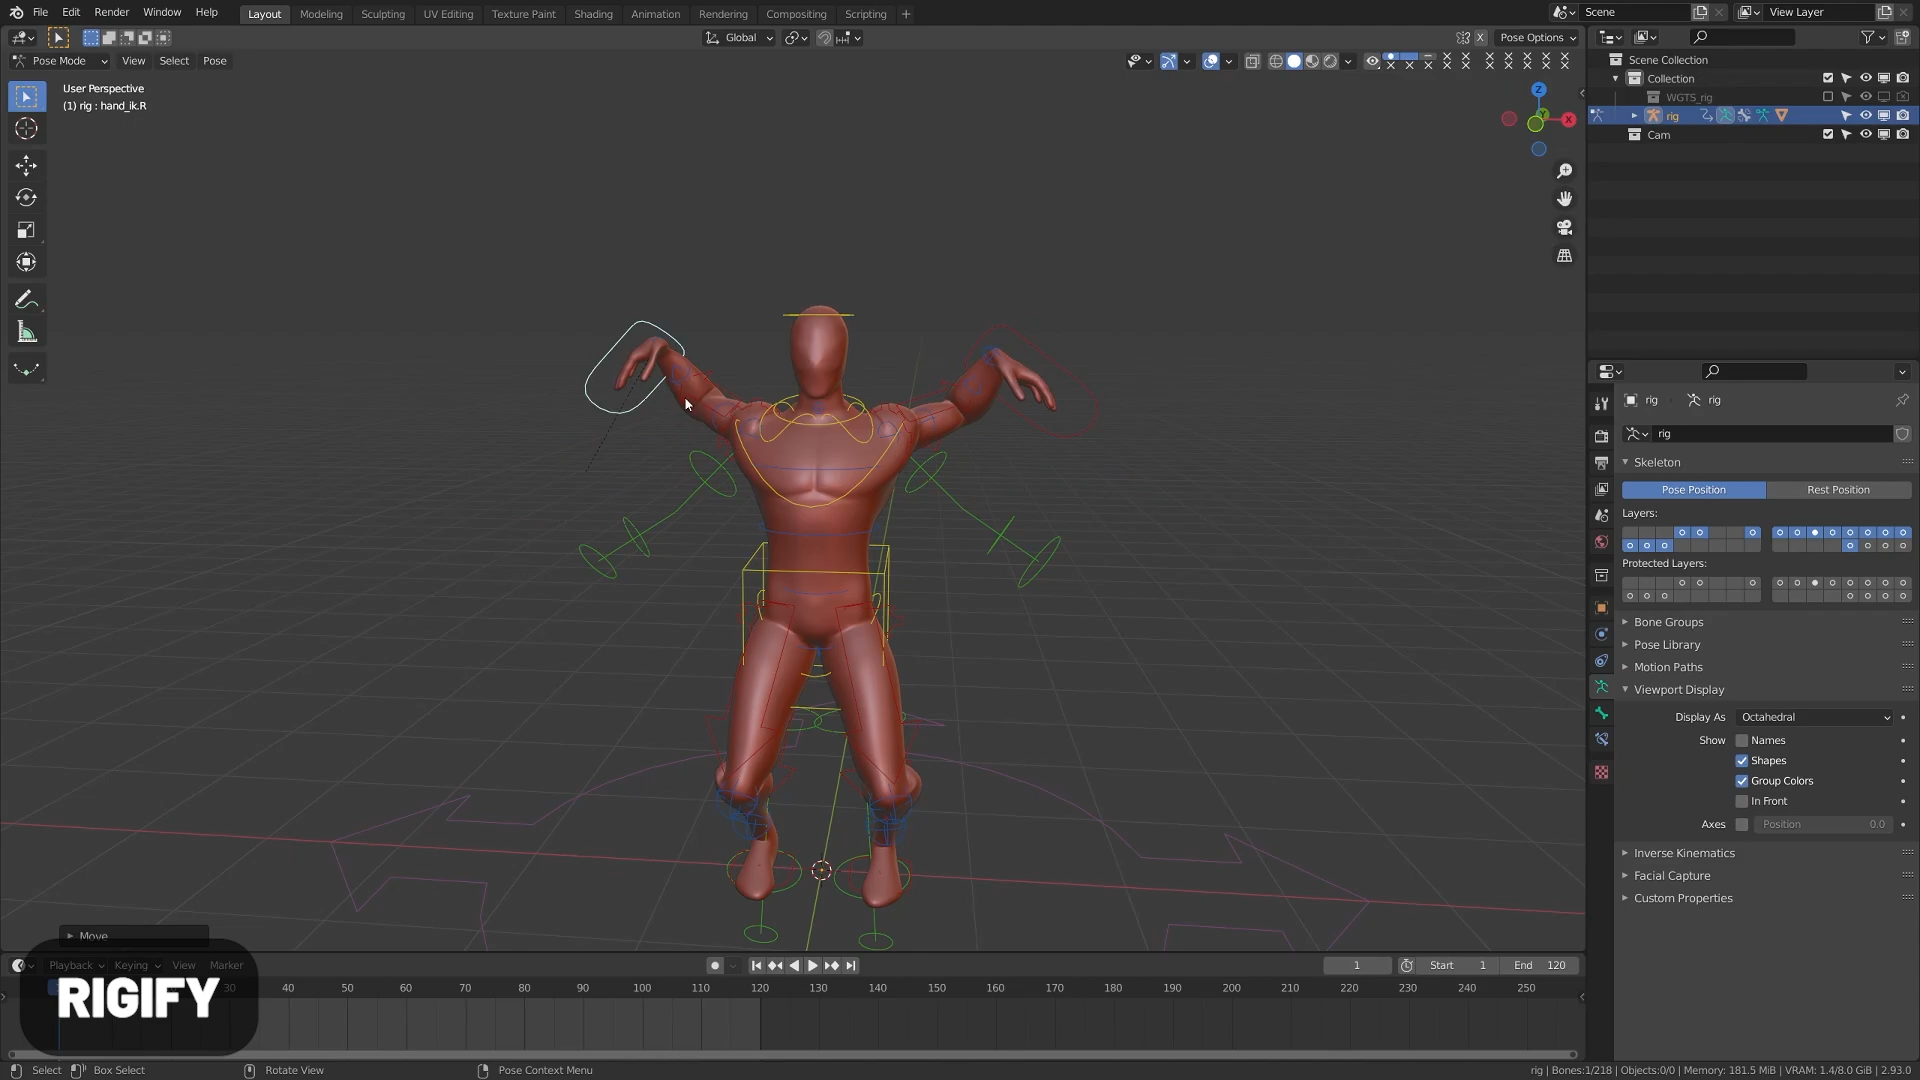 File Edit Render Window Help Layout Modeling Sculpting UV Editing Texture Paint Shading Animation Rendering Compositing Scripting + Scene View Layer
Global Pose Options
Pose Mode View Select Pose
User Perspective
(1) rig : hand_ik.R
Z
X
Scene Collection
Collection
WGTS_rig
rig
Cam
rig rig
rig
Skeleton
Pose Position Rest Position
Layers:
Protected Layers:
Bone Groups
Pose Library
Motion Paths
Viewport Display
Display As Octahedral
Show Names
Shapes
Group Colors
In Front
Axes Position 0.0
Inverse Kinematics
Facial Capture
Custom Properties
Move
Playback Keying View Marker 1 Start 1 End 120
30 40 50 60 70 80 90 100 110 120 130 140 150 160 170 180 190 200 210 220 230 240 250
RIGIFY
Select Box Select Rotate View Pose Context Menu rig | Bones:1/218 | Objects:0/0 | Memory: 181.5 MiB | VRAM: 1.4/8.0 GiB | 2.93.0